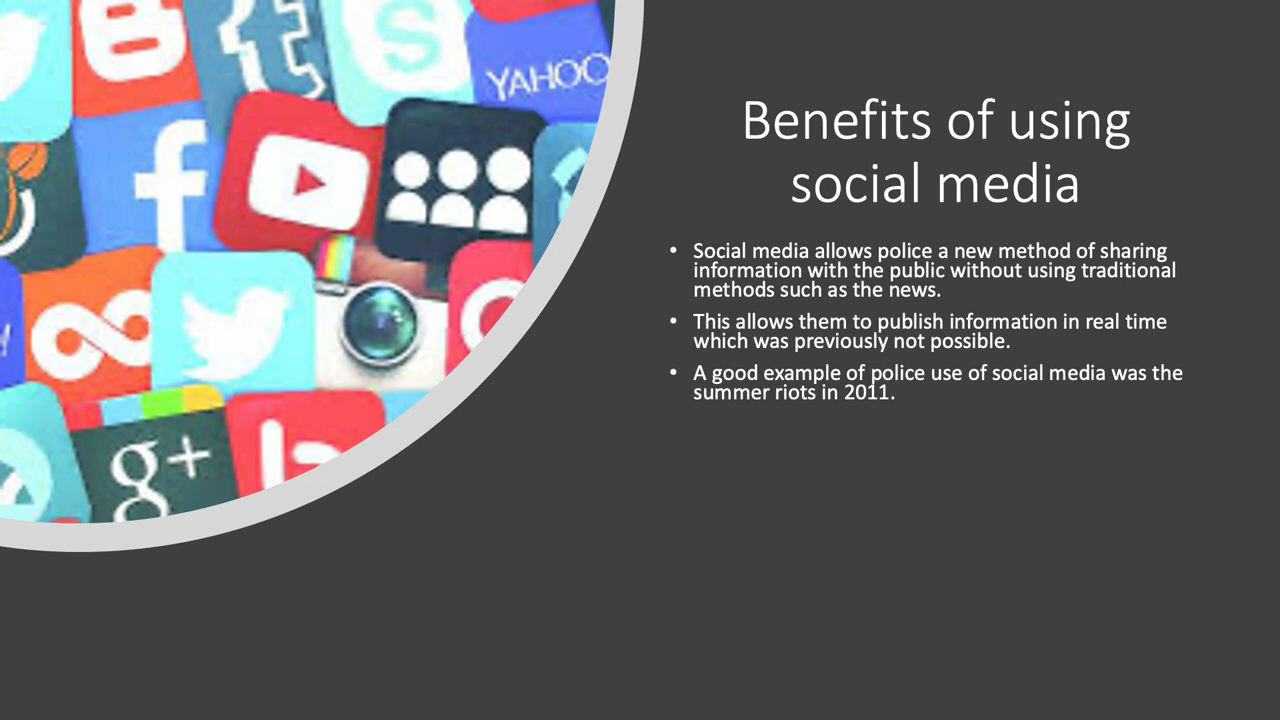 YAHOO
g+
Benefits of using
social media
• Social media allows police a new method of sharing
information with the public without using traditional
methods such as the news.
• This allows them to publish information in real time
which was previously not possible.
• A good example of police use of social media was the
summer riots in 2011.